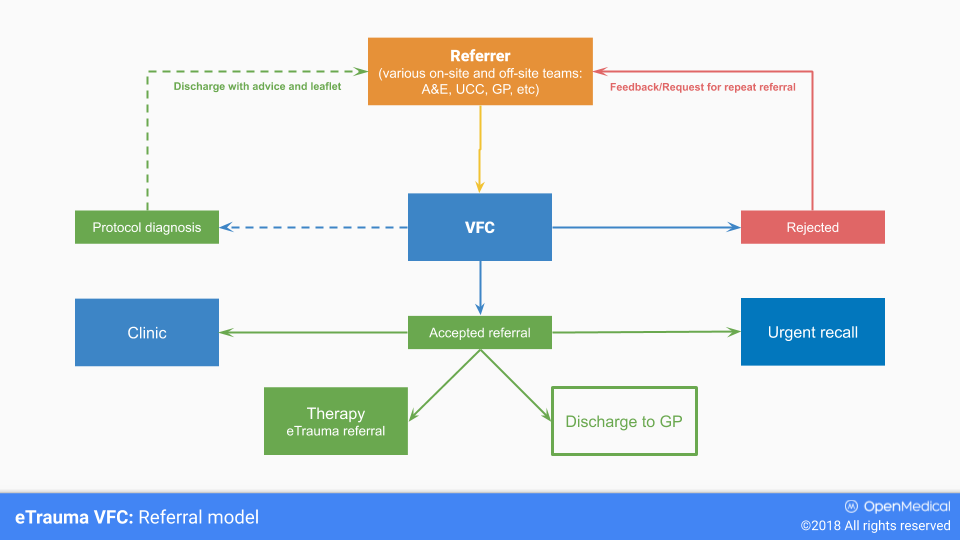 Referrer
(various on-site and off-site teams:
A&E, UCC, GP, etc)
Discharge with advice and leaflet
Feedback/Request for repeat referral
Protocol diagnosis
VFC
Rejected
Clinic
Accepted referral
Urgent recall
Therapy
eTrauma referral
Discharge to GP
eTrauma VFC: Referral model
OpenMedical
©2018 All rights reserved